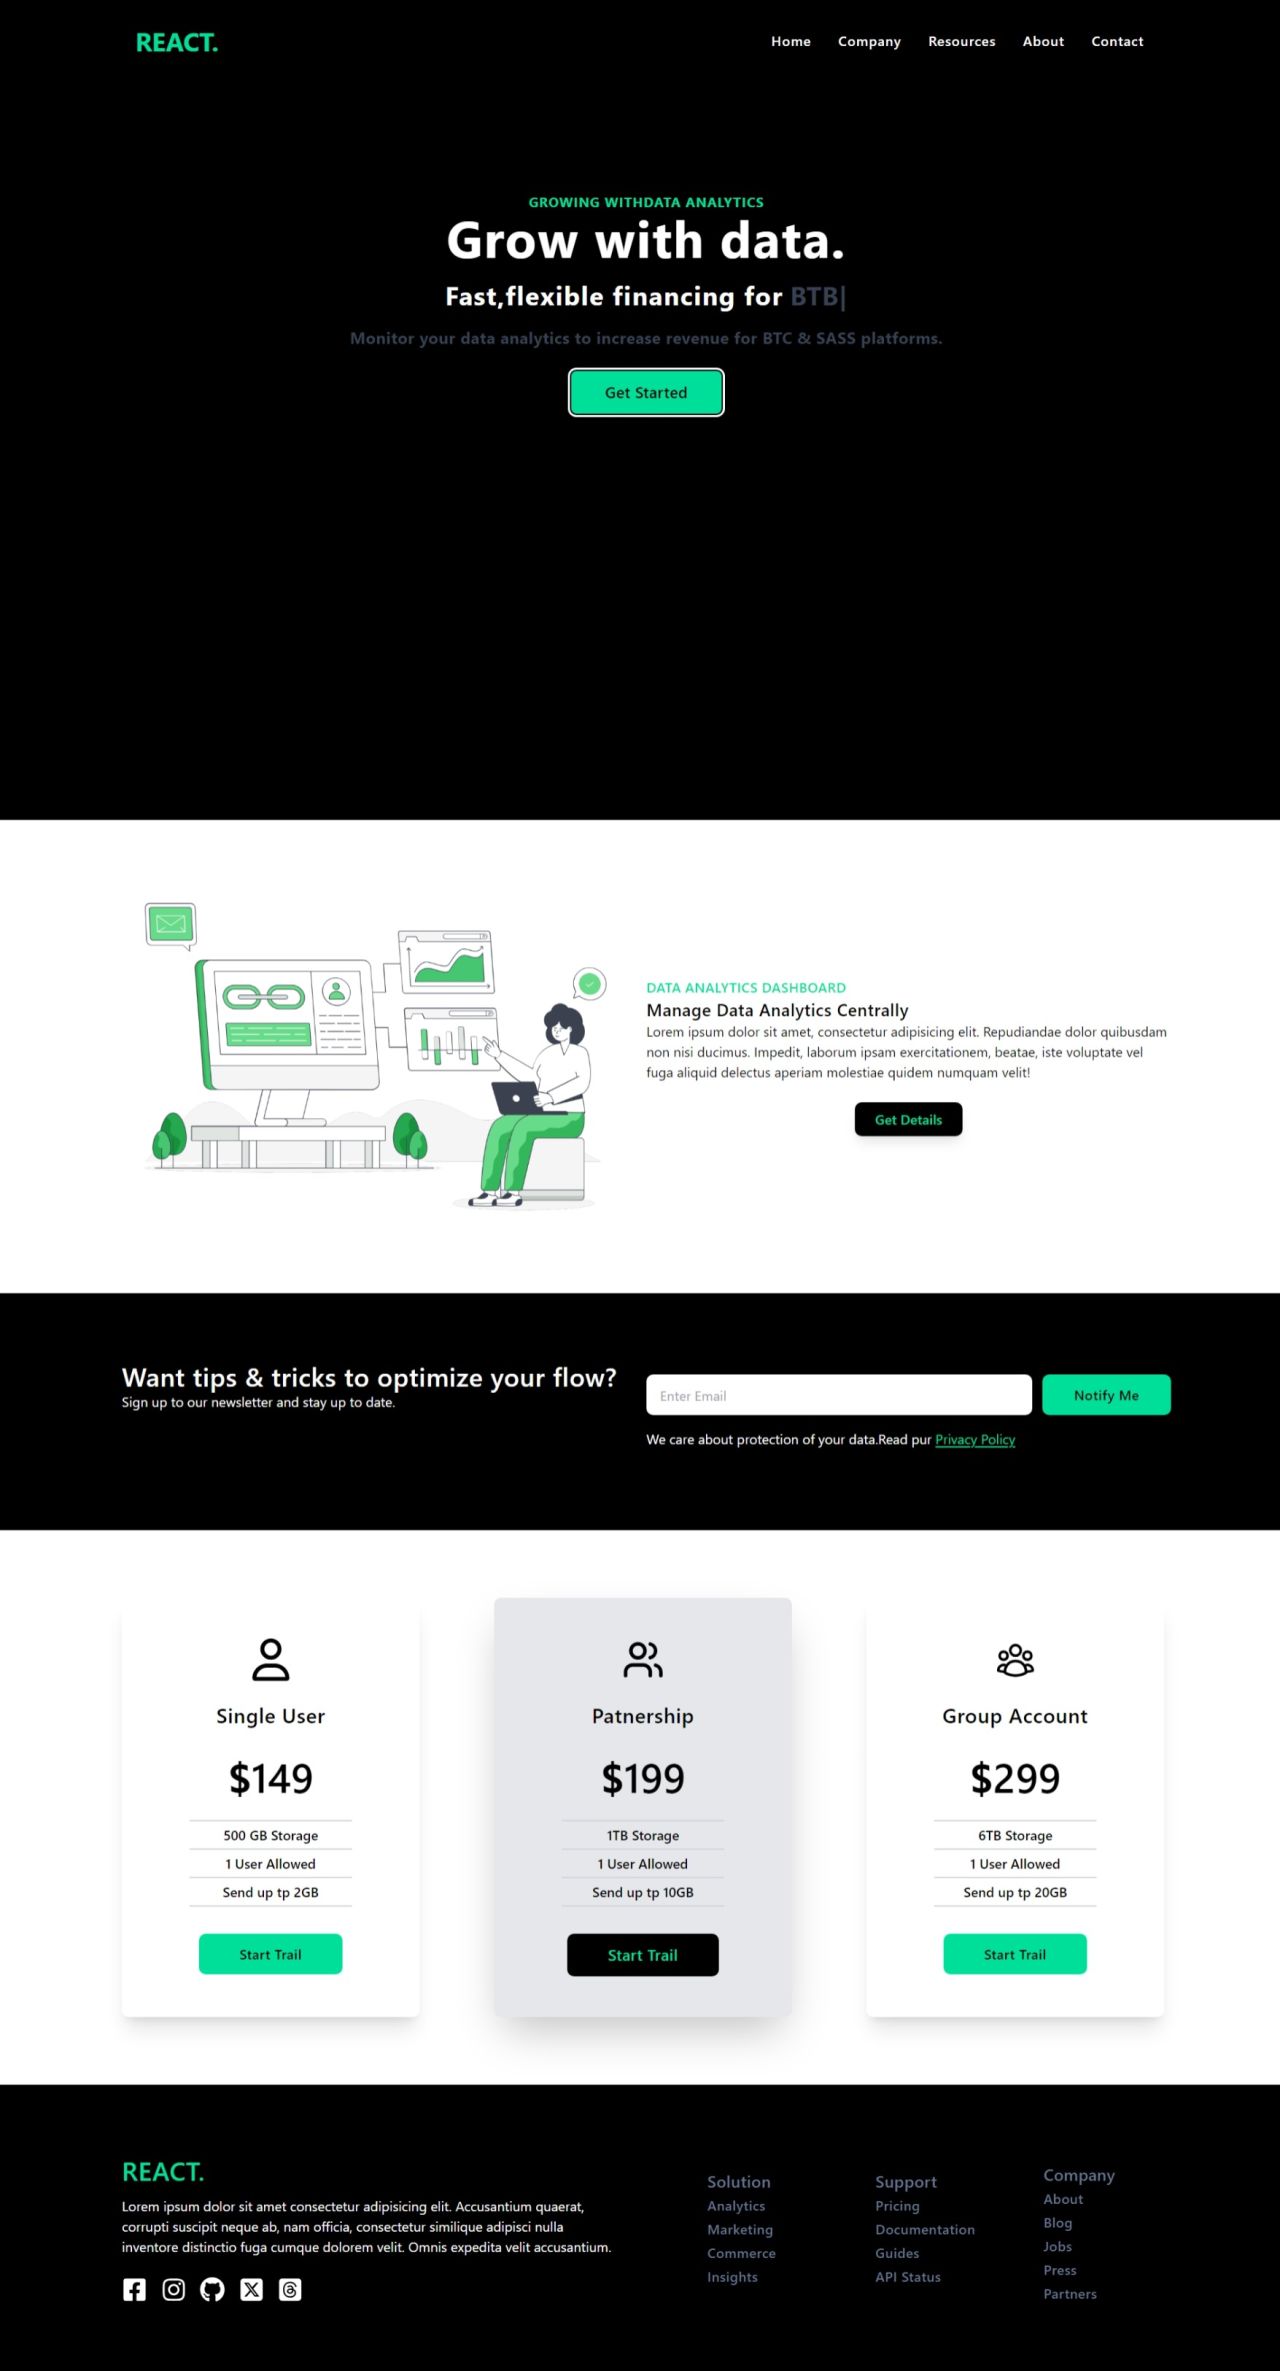 REACT.
Home Company Resources About Contact
GROWING WITHDATA ANALYTICS
Grow with data.
Fast,flexible financing for BTB|
Monitor your data analytics to increase revenue for BTC & SASS platforms.
Get Started
DATA ANALYTICS DASHBOARD
Manage Data Analytics Centrally
Lorem ipsum dolor sit amet, consectetur adipisicing elit. Repudiandae dolor quibusdam
non nisi ducimus. Impedit, laborum ipsam exercitationem, beatae, iste voluptate vel
fuga aliquid delectus aperiam molestiae quidem numquam velit!
Get Details
Want tips & tricks to optimize your flow?
Sign up to our newsletter and stay up to date.
Enter Email
Notify Me
We care about protection of your data.Read pur Privacy Policy
Single User
$149
500 GB Storage
1 User Allowed
Send up tp 2GB
Start Trail
Patnership
$199
1TB Storage
1 User Allowed
Send up tp 10GB
Start Trail
Group Account
$299
6TB Storage
1 User Allowed
Send up tp 20GB
Start Trail
REACT.
Lorem ipsum dolor sit amet consectetur adipisicing elit. Accusantium quaerat,
corrupti suscipit neque ab, nam officia, consectetur similique adipisci nulla
inventore distinctio fuga cumque dolorem velit. Omnis expedita velit accusantium.
Solution
Analytics
Marketing
Commerce
Insights
Support
Pricing
Documentation
Guides
API Status
Company
About
Blog
Jobs
Press
Partners